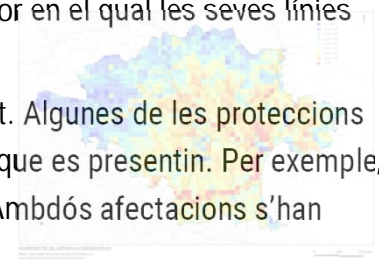 or en el qual les seves línies
t. Algunes de les proteccions
que es presentin. Per exemple,
Ambdós afectacions s'han